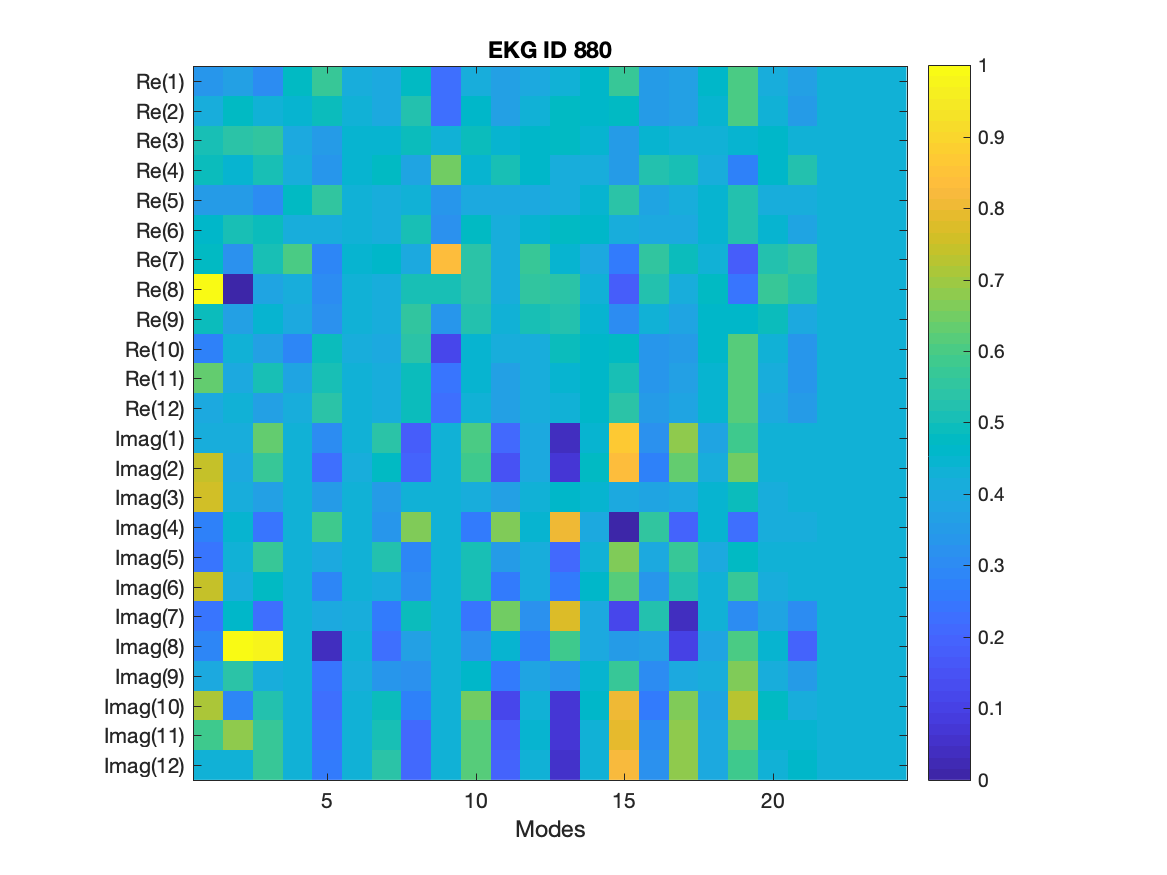 EKG ID 880
Re(1)
Re(2)
Re(3)
Re(4)
Re(5)
Re(6)
Re(7)
Re(8)
Re(9)
Re(10)
Re(11)
Re(12)
Imag(1)
Imag(2)
Imag(3)
Imag(4)
Imag(5)
Imag(6)
Imag(7)
Imag(8)
Imag(9)
Imag(10)
Imag(11)
Imag(12)
5 10 15 20
Modes
1
0.9
0.8
0.7
0.6
0.5
0.4
0.3
0.2
0.1
0